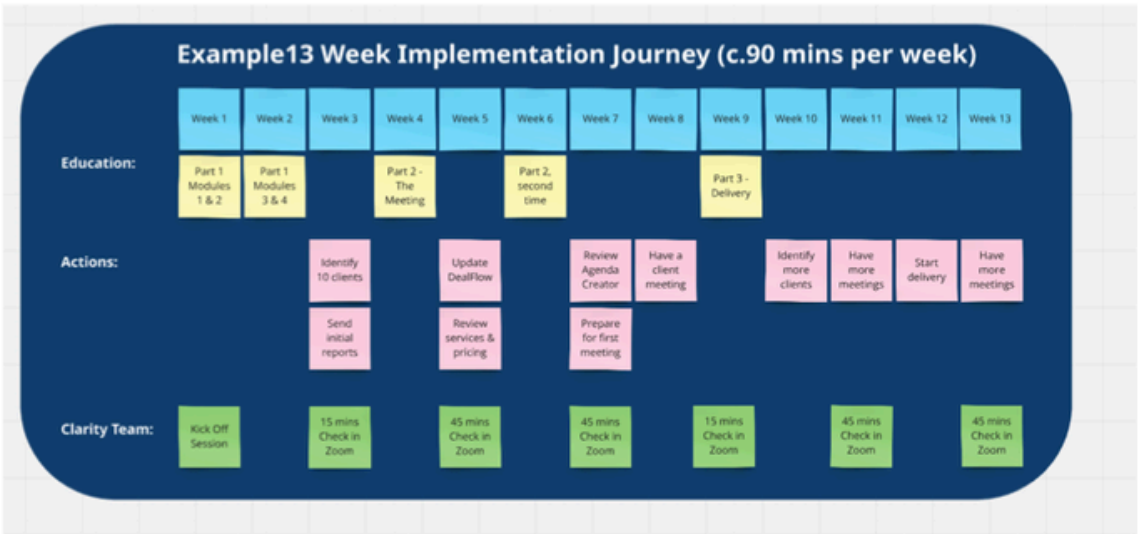 Example13 Week Implementation Journey (c.90 mins per week)
Week 1
Week 2
Week 3
Week 4
Week 5
Week 6
Week 7
Week 8
Week 9
Week 10
Week 11
Week 12
Week 13
Education:
Part 1
Modules
1 & 2
Part 1
Modules
3 & 4
Part 2 -
The
Meeting
Part 2,
second
time
Part 3 -
Delivery
Actions:
Identify
10 clients
Update
DealFlow
Review
Agenda
Creator
Have a
client
meeting
Identify
more
clients
Have
more
meetings
Start
delivery
Have
more
meetings
Send
initial
reports
Review
services &
pricing
Prepare
for first
meeting
Clarity Team:
Kick Off
Session
15 mins
Check in
Zoom
45 mins
Check in
Zoom
45 mins
Check in
Zoom
15 mins
Check in
Zoom
45 mins
Check in
Zoom
45 mins
Check in
Zoom